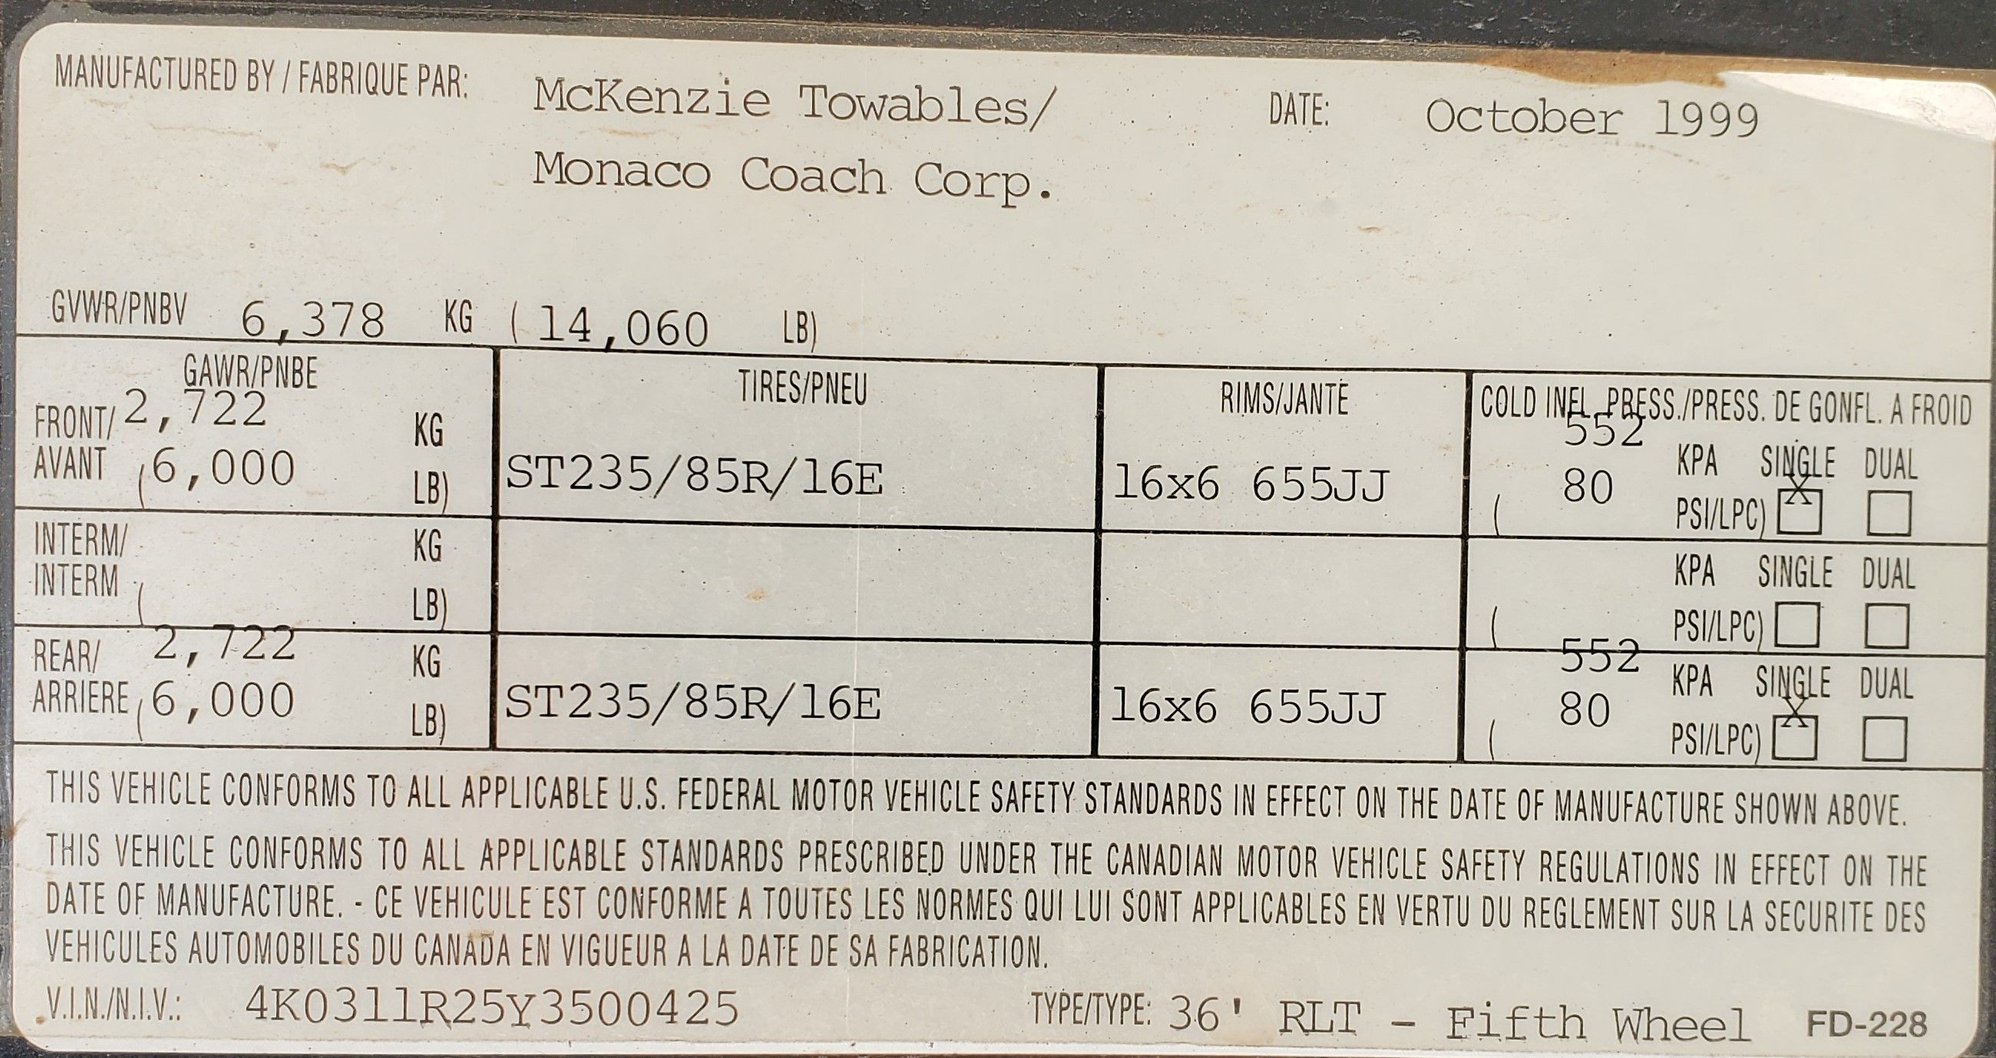 MANUFACTURED BY / FABRIQUE PAR: McKenzie Towables/ DATE: October 1999
Monaco Coach Corp.
GVWR/PNBV 6,378 KG ( 14,060 LB)
GAWR/PNBE TIRES/PNEU RIMS/JANTE COLD INFL. PRESS./PRESS. DE GONFL. A FROID
FRONT/ 2,722 KG 552 KPA SINGLE DUAL
AVANT (6,000 LB) ST235/85R/16E 16x6 655JJ ( 80 PSI/LPC) X
INTERM/ KG KPA SINGLE DUAL
INTERM ( LB) ( PSI/LPC)
REAR/ 2,722 KG 552 KPA SINGLE DUAL
ARRIERE (6,000 LB) ST235/85R/16E 16x6 655JJ ( 80 PSI/LPC) X
THIS VEHICLE CONFORMS TO ALL APPLICABLE U.S. FEDERAL MOTOR VEHICLE SAFETY STANDARDS IN EFFECT ON THE DATE OF MANUFACTURE SHOWN ABOVE.
THIS VEHICLE CONFORMS TO ALL APPLICABLE STANDARDS PRESCRIBED UNDER THE CANADIAN MOTOR VEHICLE SAFETY REGULATIONS IN EFFECT ON THE
DATE OF MANUFACTURE. - CE VEHICULE EST CONFORME A TOUTES LES NORMES QUI LUI SONT APPLICABLES EN VERTU DU REGLEMENT SUR LA SECURITE DES
VEHICULES AUTOMOBILES DU CANADA EN VIGUEUR A LA DATE DE SA FABRICATION.
V.I.N./N.I.V.: 4K0311R25Y3500425 TYPE/TYPE: 36' RLT - Fifth Wheel FD-228